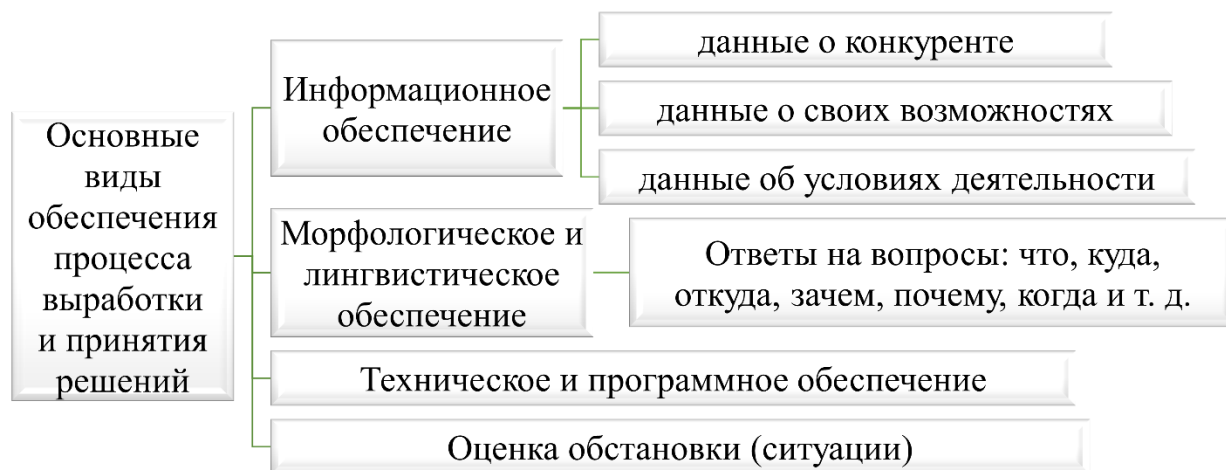 Основные
виды
обеспечения
процесса
выработки
и принятия
решений
Информационное
обеспечение
данные о конкуренте
данные о своих возможностях
данные об условиях деятельности
Морфологическое и
лингвистическое
обеспечение
Ответы на вопросы: что, куда,
откуда, зачем, почему, когда и т. д.
Техническое и программное обеспечение
Оценка обстановки (ситуации)